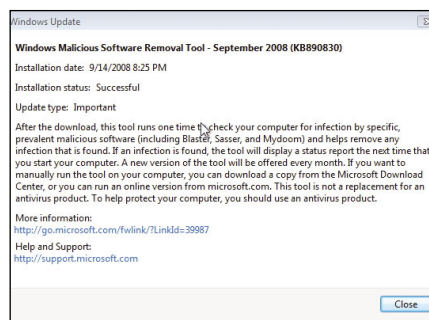 Windows Update
Windows Malicious Software Removal Tool - September 2008 (KB890830)
Installation date: 9/14/2008 8:25 PM
Installation status: Successful
Update type: Important
After the download, this tool runs one time to check your computer for infection by specific,
prevalent malicious software (including Blaster, Sasser, and Mydoom) and helps remove any
infection that is found. If an infection is found, the tool will display a status report the next time that
you start your computer. A new version of the tool will be offered every month. If you want to
manually run the tool on your computer, you can download a copy from the Microsoft Download
Center, or you can run an online version from microsoft.com. This tool is not a replacement for an
antivirus product. To help protect your computer, you should use an antivirus product.
More information:
http://go.microsoft.com/fwlink/?LinkId=39987
Help and Support:
http://support.microsoft.com
Close